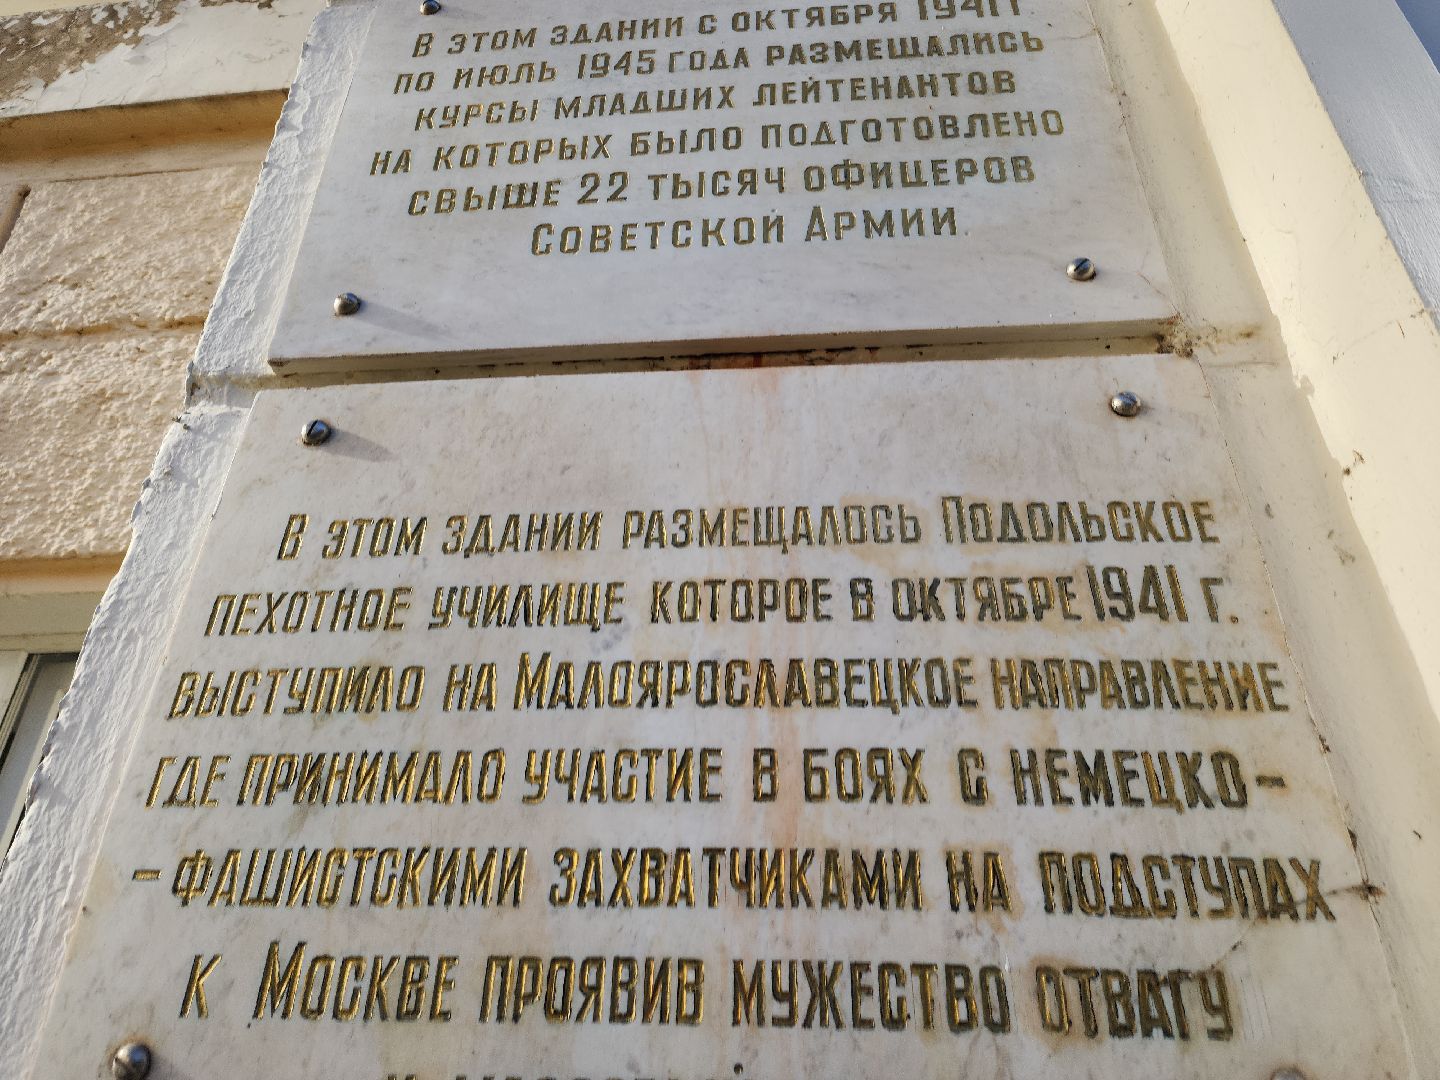 В ЭТОМ ЗДАНИИ С ОКТЯБРЯ 1941 Г
ПО ИЮЛЬ 1945 ГОДА РАЗМЕЩАЛИСЬ
КУРСЫ МЛАДШИХ ЛЕЙТЕНАНТОВ
НА КОТОРЫХ БЫЛО ПОДГОТОВЛЕНО
СВЫШЕ 22 ТЫСЯЧ ОФИЦЕРОВ
СОВЕТСКОЙ АРМИИ.
В ЭТОМ ЗДАНИИ РАЗМЕЩАЛОСЬ ПОДОЛЬСКОЕ
ПЕХОТНОЕ УЧИЛИЩЕ КОТОРОЕ В ОКТЯБРЕ 1941 Г.
ВЫСТУПИЛО НА МАЛОЯРОСЛАВЕЦКОЕ НАПРАВЛЕНИЕ
ГДЕ ПРИНИМАЛО УЧАСТИЕ В БОЯХ С НЕМЕЦКО-
-ФАШИСТСКИМИ ЗАХВАТЧИКАМИ НА ПОДСТУПАХ
К МОСКВЕ ПРОЯВИВ МУЖЕСТВО ОТВАГУ